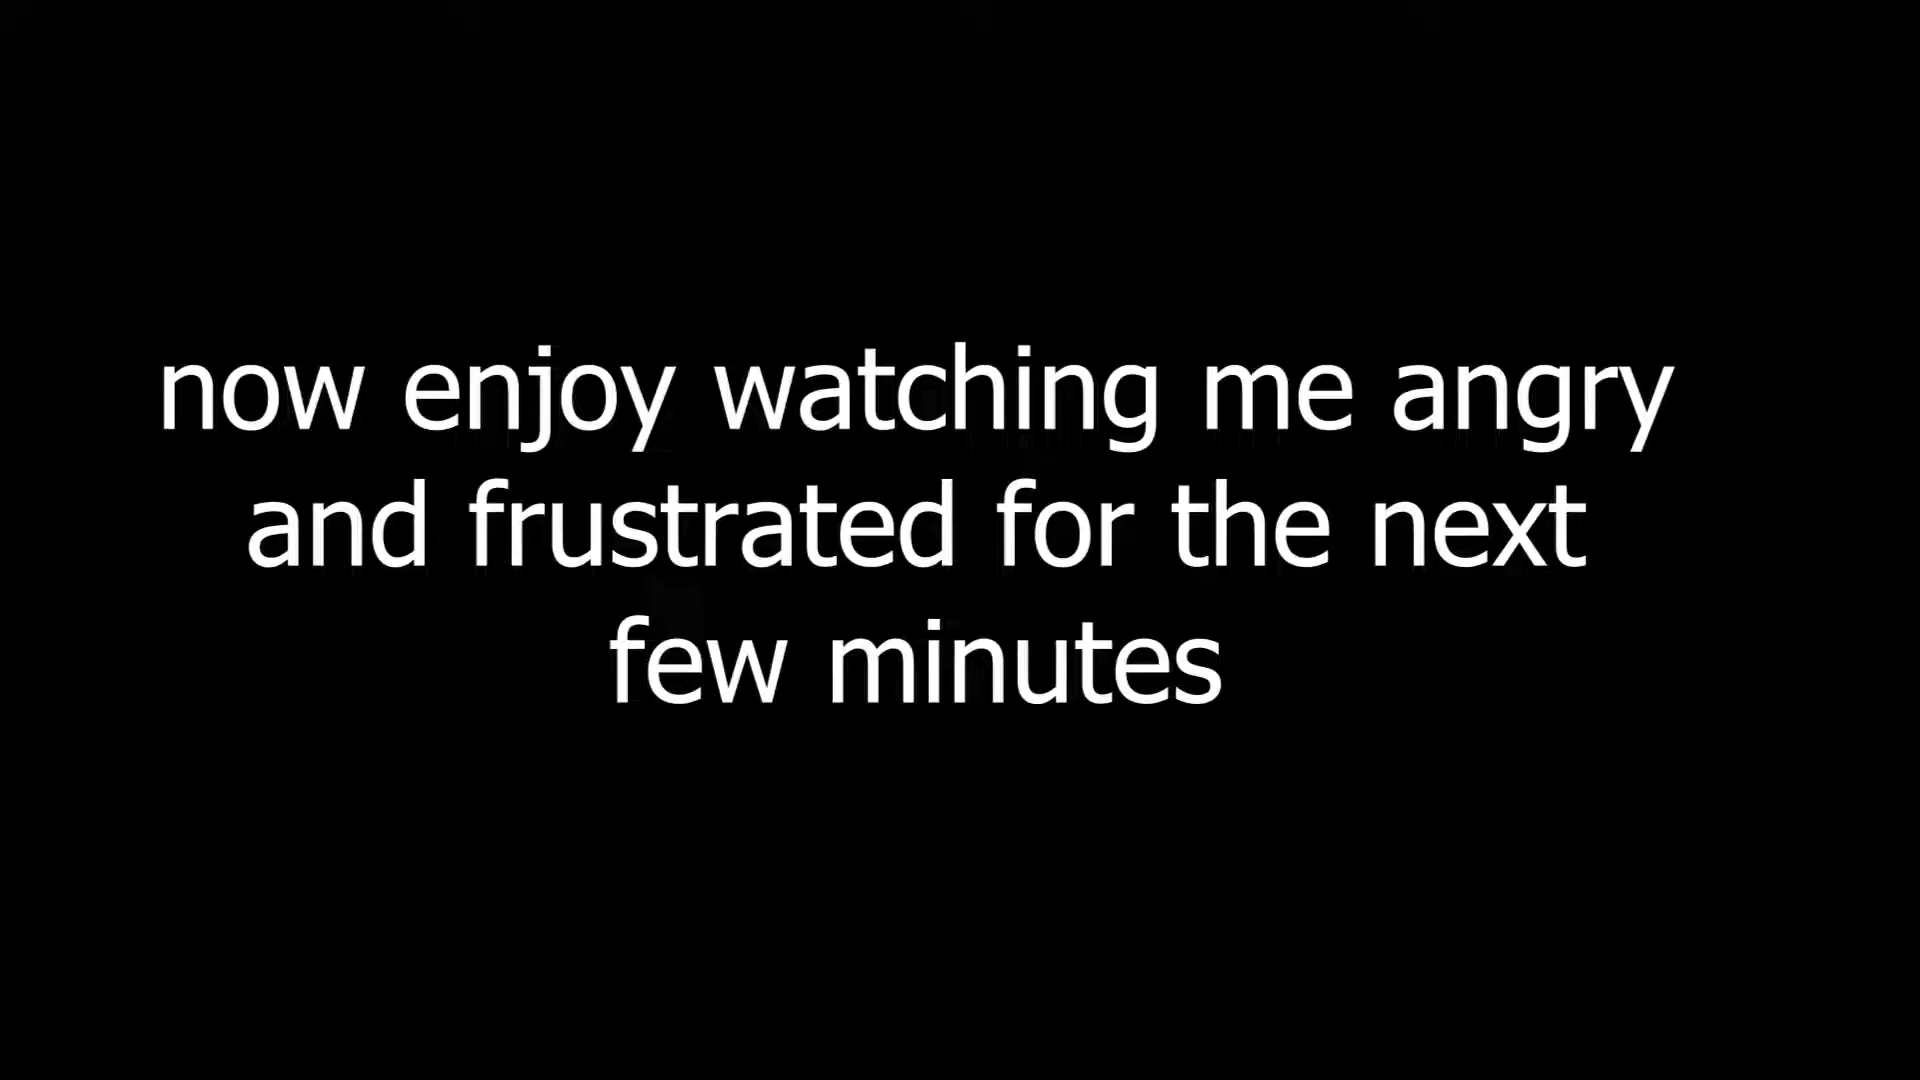 now enjoy watching me angry
and frustrated for the next
few minutes